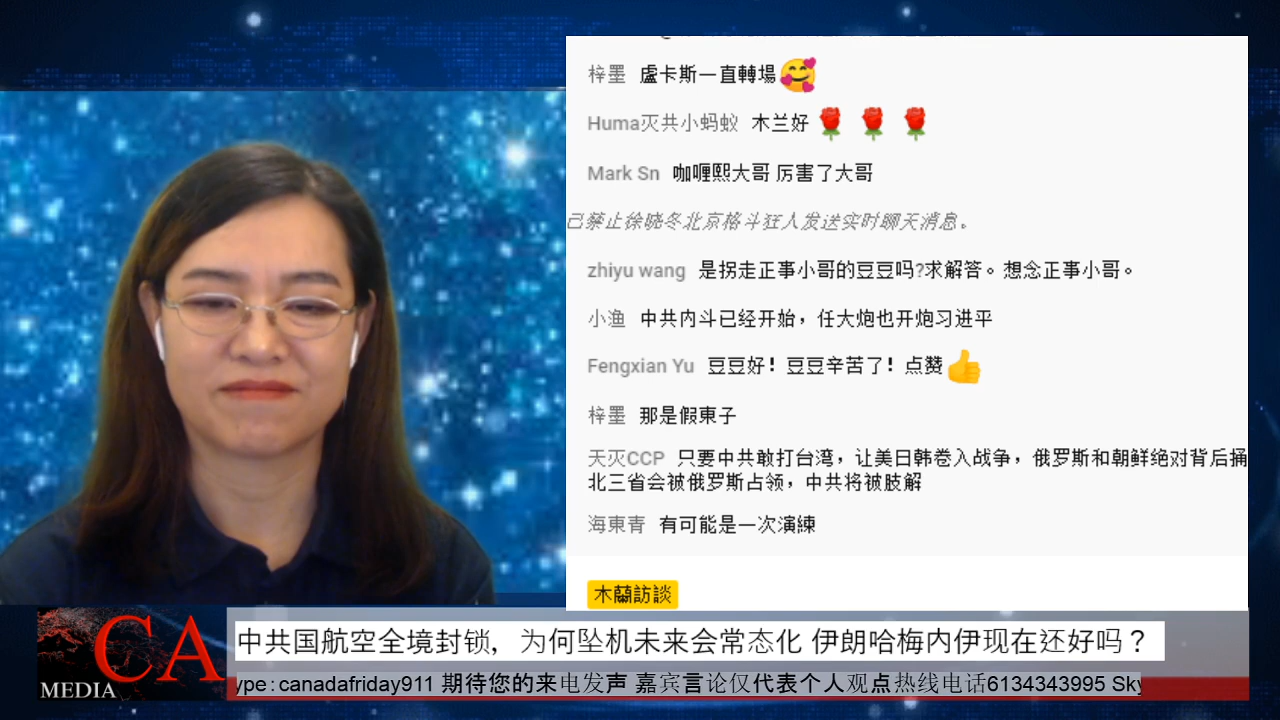 梓墨 盧卡斯一直轉場
Huma灭共小蚂蚁 木兰好
Mark Sn 咖喱熙大哥 厉害了大哥
己禁止徐晓冬北京格斗狂人发送实时聊天消息。
zhiyu wang 是拐走正事小哥的豆豆吗?求解答。想念正事小哥。
小渔 中共内斗已经开始，任大炮也开炮习进平
Fengxian Yu 豆豆好！豆豆辛苦了！点赞
梓墨 那是假東子
天灭CCP 只要中共敢打台湾，让美日韩卷入战争，俄罗斯和朝鲜绝对背后捅
北三省会被俄罗斯占领，中共将被肢解
海東青 有可能是一次演練
木蘭訪談
CA
MEDIA
中共国航空全境封锁，为何坠机未来会常态化 伊朗哈梅内伊现在还好吗？
ype：canadafriday911 期待您的来电发声 嘉宾言论仅代表个人观点热线电话6134343995 Sky